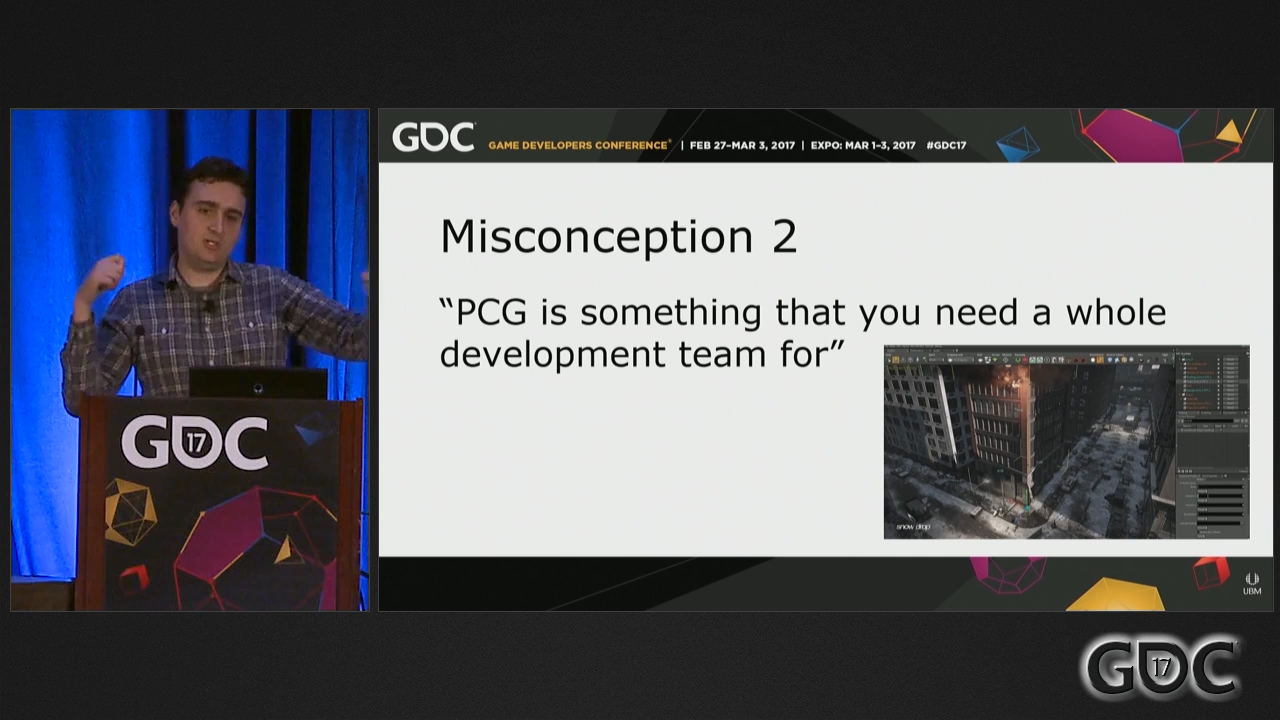 GDC GAME DEVELOPERS CONFERENCE® | FEB 27–MAR 3, 2017 | EXPO: MAR 1–3, 2017 #GDC17
Misconception 2
“PCG is something that you need a whole
development team for”
snow drop
GDC
17
UBM
GDC
17